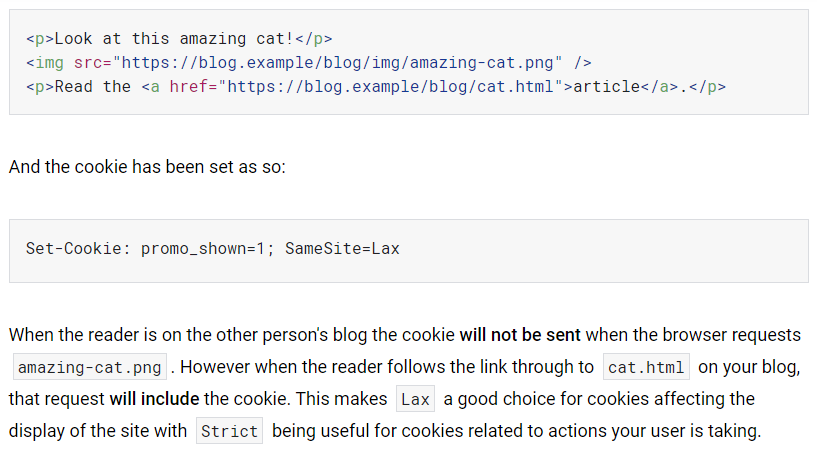 <p>Look at this amazing cat!</p>
<img src="https://blog.example/blog/img/amazing-cat.png" />
<p>Read the <a href="https://blog.example/blog/cat.html">article</a>.</p>
And the cookie has been set as so:
Set-Cookie: promo_shown=1; SameSite=Lax
When the reader is on the other person's blog the cookie will not be sent when the browser requests
amazing-cat.png . However when the reader follows the link through to cat.html on your blog,
that request will include the cookie. This makes Lax a good choice for cookies affecting the
display of the site with Strict being useful for cookies related to actions your user is taking.